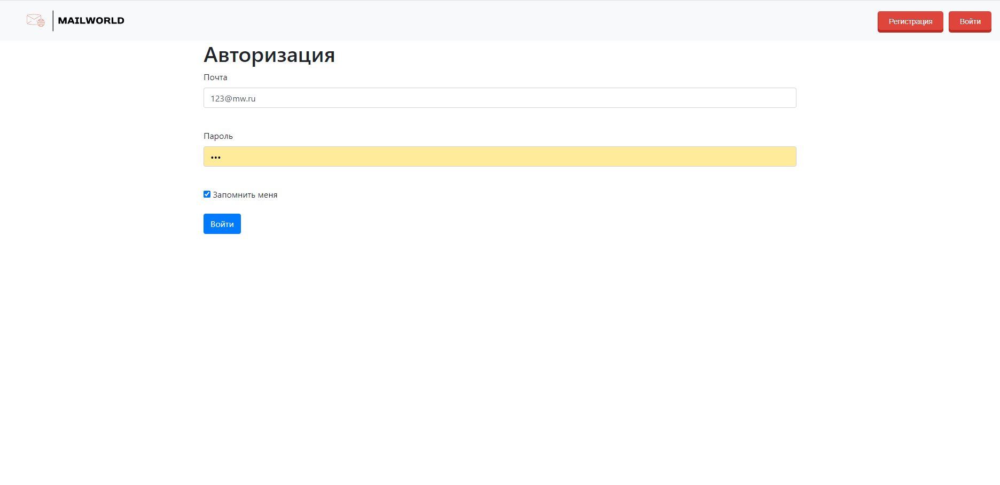 MAILWORLD
Регистрация
Войти
Авторизация
Почта
123@mw.ru
Пароль
•••
Запомнить меня
Войти